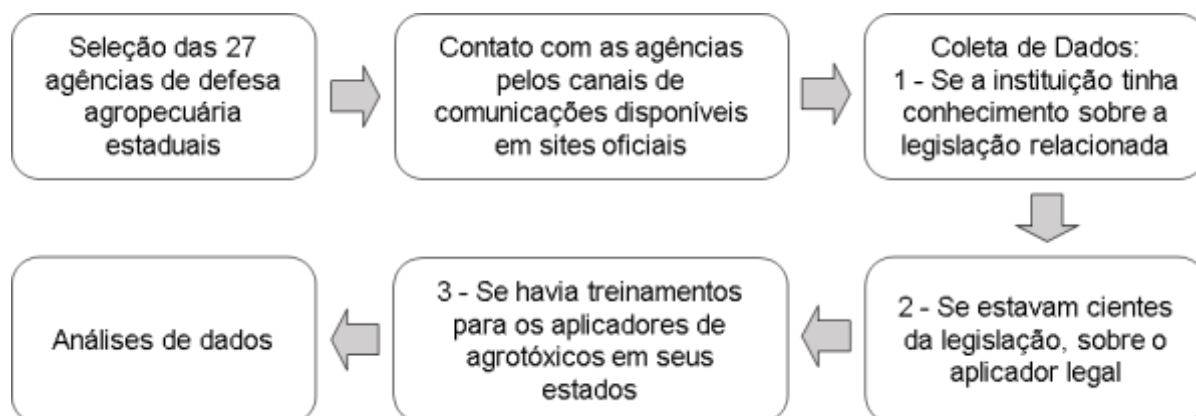 Seleção das 27
agências de defesa
agropecuária
estaduais
Contato com as agências
pelos canais de
comunicações disponíveis
em sites oficiais
Coleta de Dados:
1 - Se a instituição tinha
conhecimento sobre a
legislação relacionada
2 - Se estavam cientes
da legislação, sobre o
aplicador legal
3 - Se havia treinamentos
para os aplicadores de
agrotóxicos em seus
estados
Análises de dados